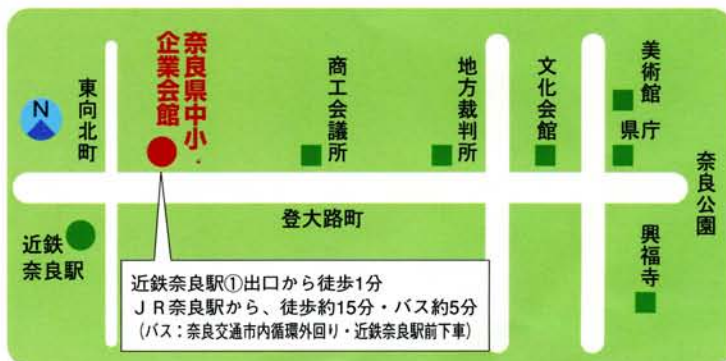 N
東向北町
奈良県中小・
企業会館
商工会議所
地方裁判所
文化会館
美術館
県庁
奈良公園
登大路町
近鉄
奈良駅
興福寺
近鉄奈良駅①出口から徒歩1分
ＪＲ奈良駅から、徒歩約15分・バス約5分
（バス：奈良交通市内循環外回り・近鉄奈良駅前下車）